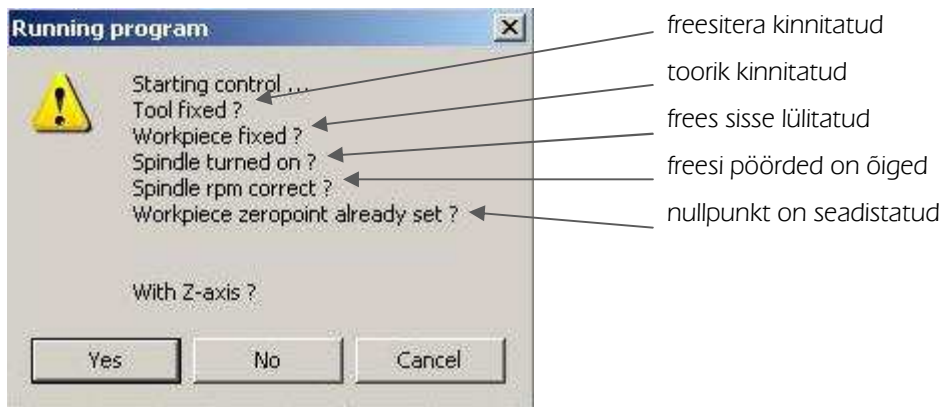 Running program
Starting control ...
Tool fixed ?
Workpiece fixed ?
Spindle turned on ?
Spindle rpm correct ?
Workpiece zeropoint already set ?
With Z-axis ?
Yes
No
Cancel
freesitera kinnitatud
toorik kinnitatud
frees sisse lülitatud
freesi pöörded on õiged
nullpunkt on seadistatud